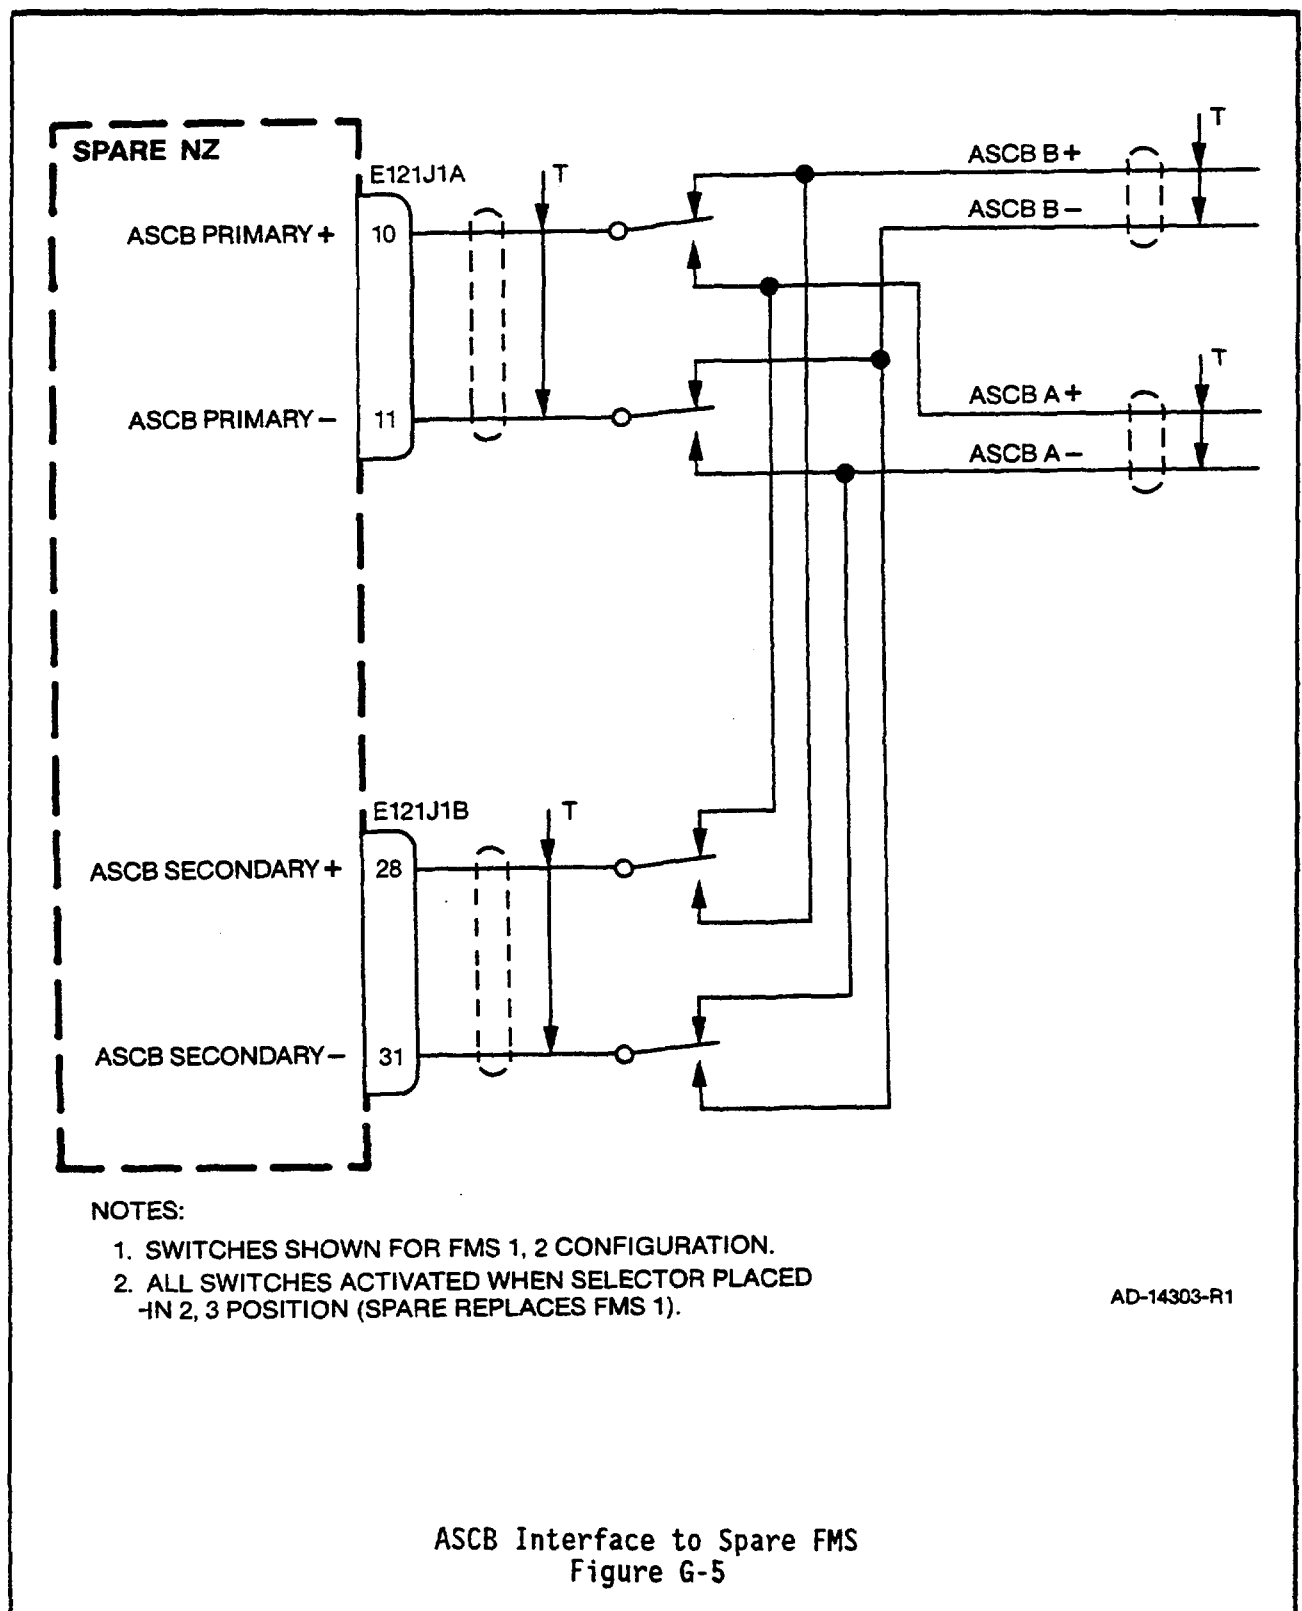 SPARE NZ
E121J1A
T
T
ASCB B+
ASCB B–
ASCB PRIMARY +
10
T
ASCB A+
ASCB A–
ASCB PRIMARY –
11
E121J1B
T
ASCB SECONDARY +
28
ASCB SECONDARY –
31
NOTES:
1. SWITCHES SHOWN FOR FMS 1, 2 CONFIGURATION.
2. ALL SWITCHES ACTIVATED WHEN SELECTOR PLACED
-IN 2, 3 POSITION (SPARE REPLACES FMS 1).
AD-14303-R1
ASCB Interface to Spare FMS
Figure G-5